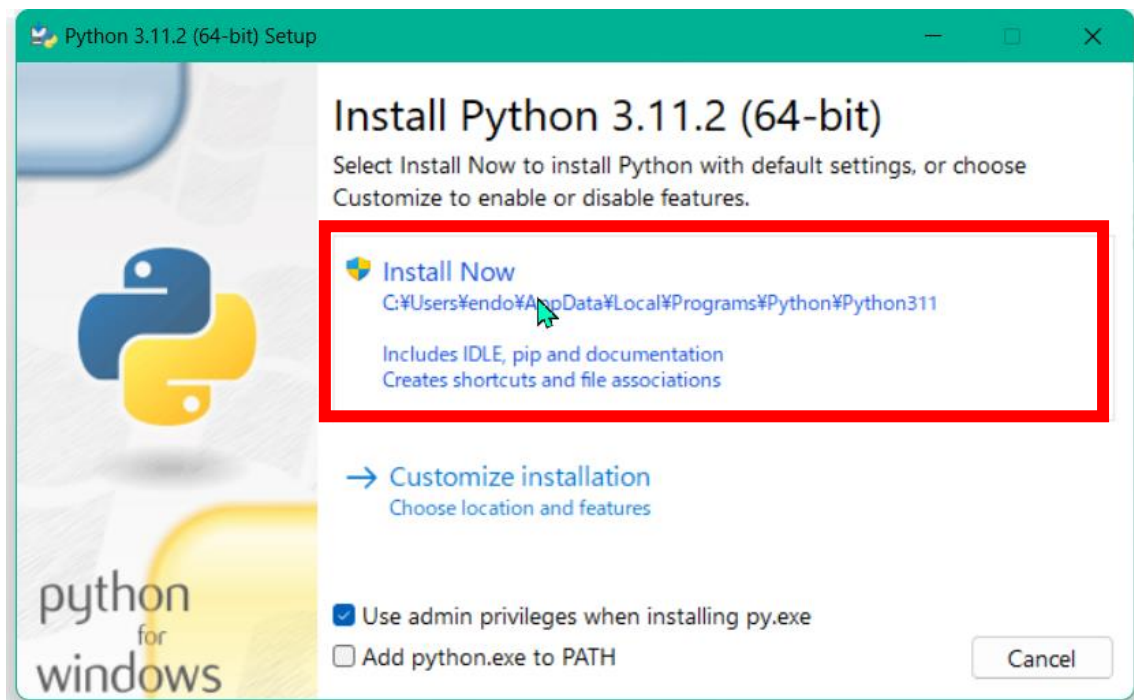 Python 3.11.2 (64-bit) Setup
Install Python 3.11.2 (64-bit)
Select Install Now to install Python with default settings, or choose
Customize to enable or disable features.
Install Now
C:¥Users¥endo¥AppData¥Local¥Programs¥Python¥Python311
Includes IDLE, pip and documentation
Creates shortcuts and file associations
→ Customize installation
Choose location and features
python
for
windows
Use admin privileges when installing py.exe
Add python.exe to PATH
Cancel